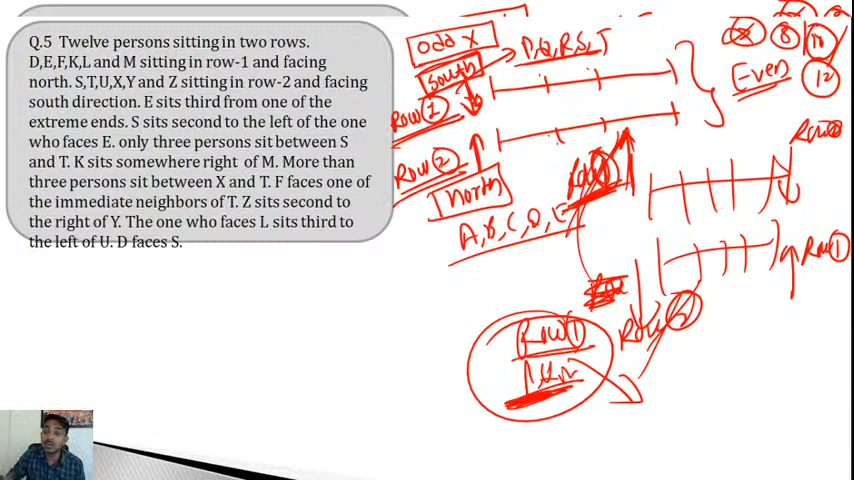 Q.5 Twelve persons sitting in two rows.
D,E,F,K,L and M sitting in row-1 and facing
north. S,T,U,X,Y and Z sitting in row-2 and facing
south direction. E sits third from one of the
extreme ends. S sits second to the left of the one
who faces E. only three persons sit between S
and T. K sits somewhere right of M. More than
three persons sit between X and T. F faces one of
the immediate neighbors of T. Z sits second to
the right of Y. The one who faces L sits third to
the left of U. D faces S.
odd X
South
P,Q,R,S,T
Row 1
Row 2
north
A,B,C,D,E
8
10
Even
12
Row 1
Row 1